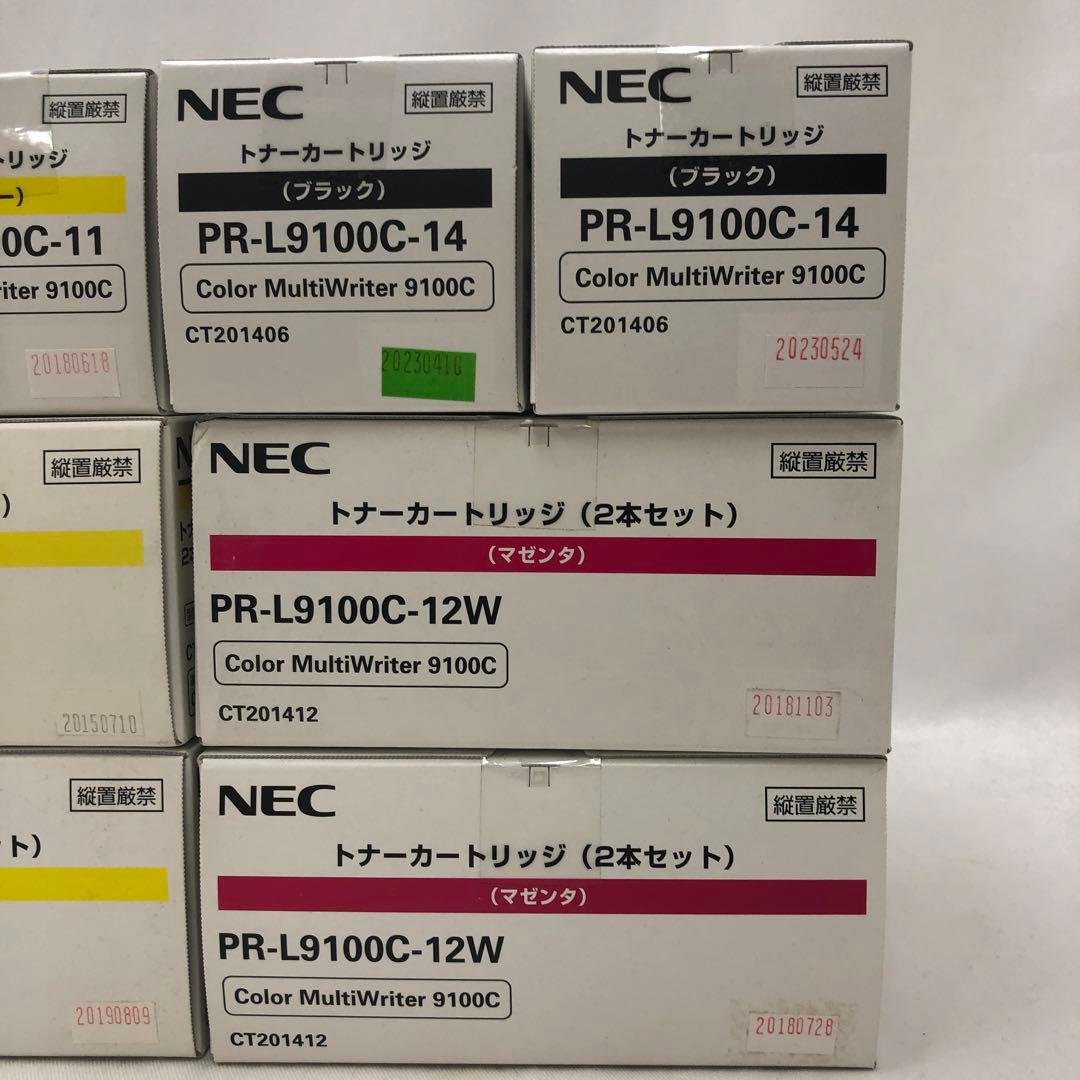 縦置厳禁
トリッジ
ー)
0C-11
riter 9100C
20180618
NEC
縦置厳禁
トナーカートリッジ
(ブラック)
PR-L9100C-14
Color MultiWriter 9100C
CT201406
20230410
NEC
縦置厳禁
トナーカートリッジ
(ブラック)
PR-L9100C-14
Color MultiWriter 9100C
CT201406
20230524
縦置厳禁
)
20150710
NEC
縦置厳禁
トナーカートリッジ(2本セット)
(マゼンタ)
PR-L9100C-12W
Color MultiWriter 9100C
CT201412
20181103
縦置厳禁
ト)
20190809
NEC
縦置厳禁
トナーカートリッジ(2本セット)
(マゼンタ)
PR-L9100C-12W
Color MultiWriter 9100C
CT201412
20180728